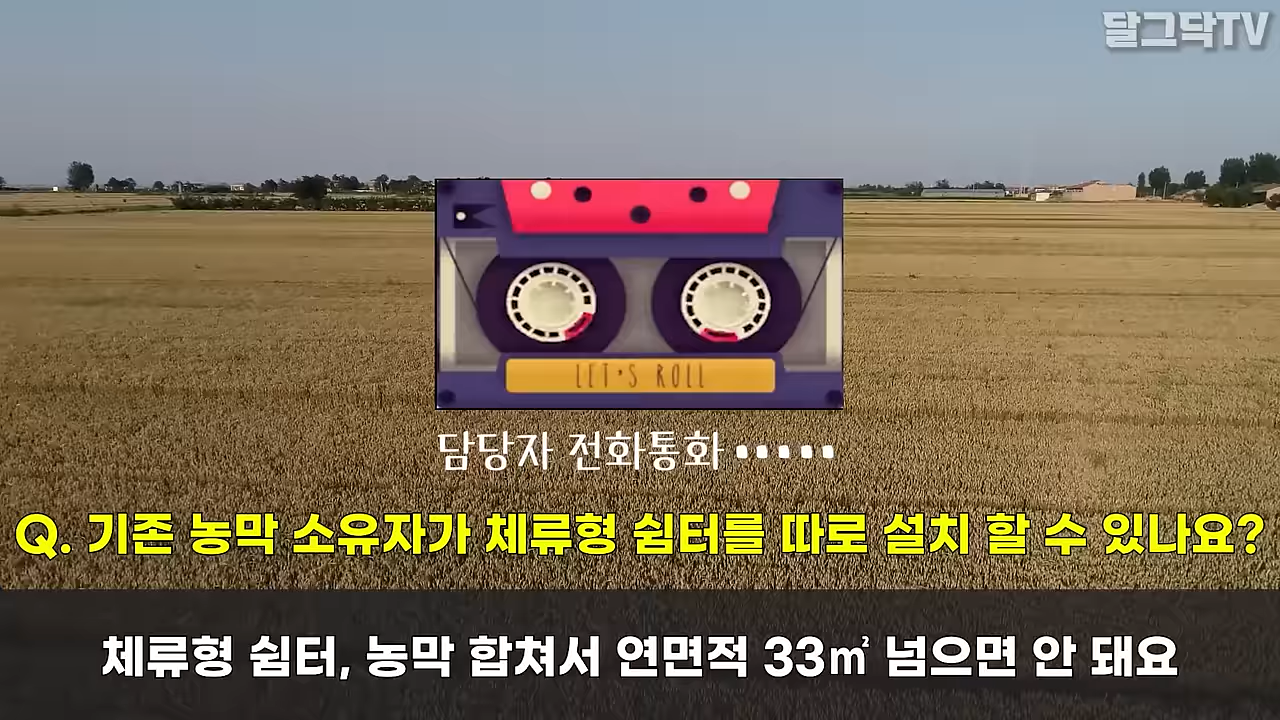 달그닥TV
LET'S ROLL
담당자 전화통화 •••••
Q. 기존 농막 소유자가 체류형 쉼터를 따로 설치 할 수 있나요?
체류형 쉼터, 농막 합쳐서 연면적 33㎡ 넘으면 안 돼요